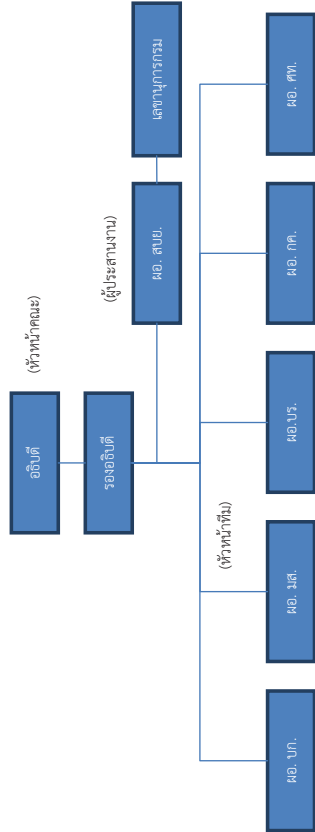 อธิบดี
(หัวหน้าคณะ)
รองอธิบดี
(ผู้ประสานงาน)
ผอ. สบย.
เลขานุการกรม
(หัวหน้าทีม)
ผอ. บก.
ผอ. มส.
ผอ.บร.
ผอ. กค.
ผอ. ศท.